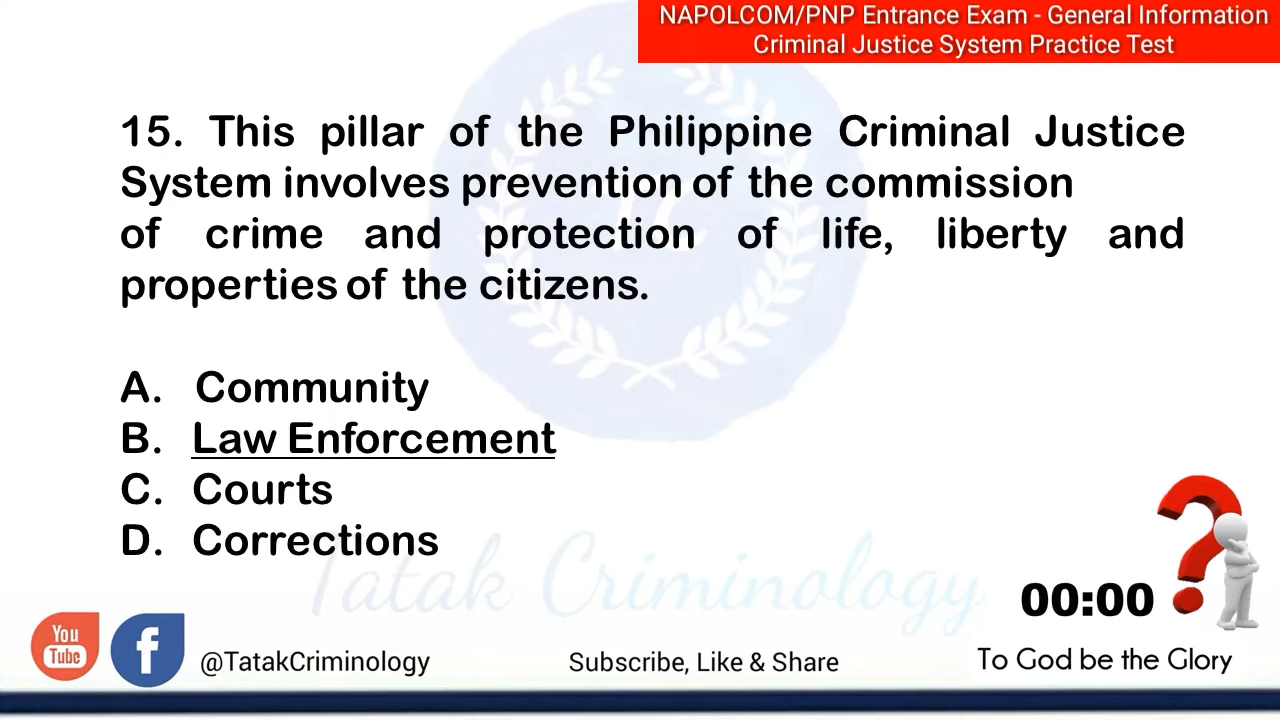 NAPOLCOM/PNP Entrance Exam - General Information
Criminal Justice System Practice Test
15. This pillar of the Philippine Criminal Justice
System involves prevention of the commission
of crime and protection of life, liberty and
properties of the citizens.
A. Community
B. Law Enforcement
C. Courts
D. Corrections
Tatak Criminology
00:00
You
Tube
f
@TatakCriminology
Subscribe, Like & Share
To God be the Glory